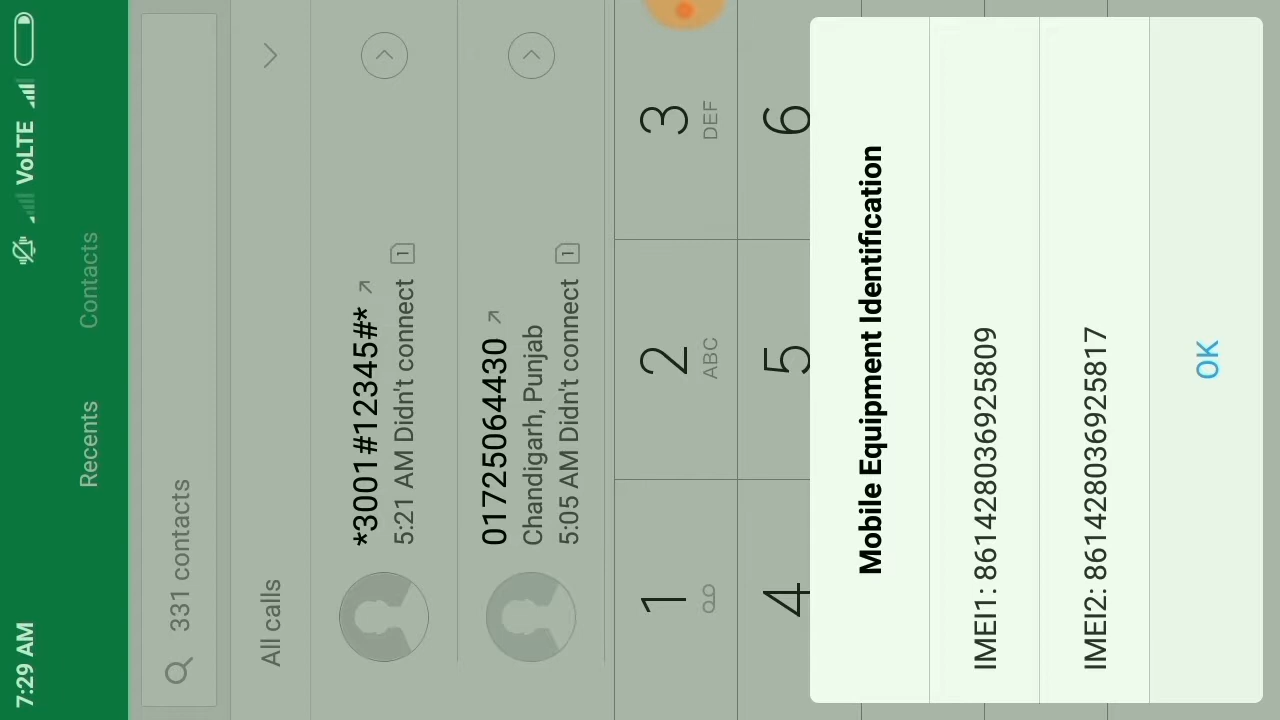 7:29 AM
VoLTE
Recents
Contacts
331 contacts
All calls
*3001#12345#*
5:21 AM Didn't connect 1
01725064430
Chandigarh, Punjab
5:05 AM Didn't connect 1
1 2 ABC 3 DEF
4 5 6
Mobile Equipment Identification
IMEI1: 861428036925809
IMEI2: 861428036925817
OK